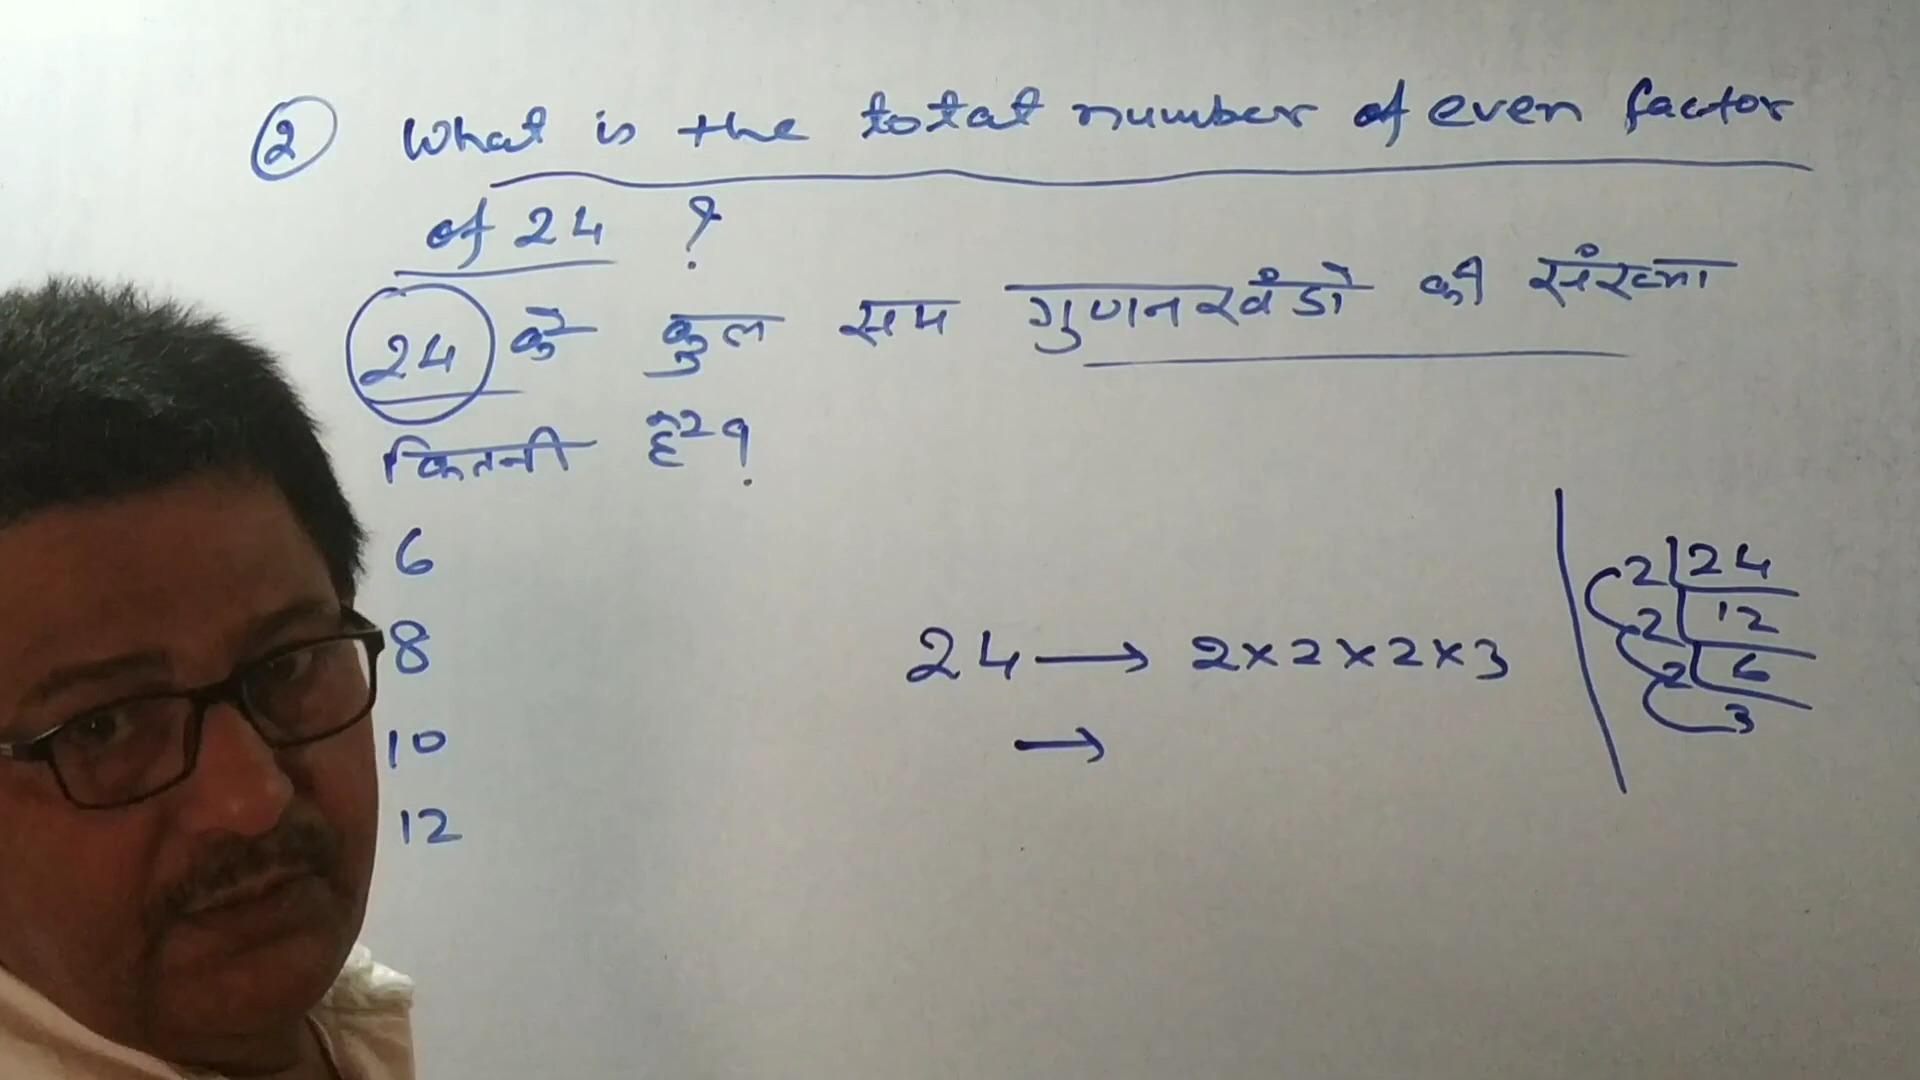 ② What is the total number of even factor
of 24 ?
24 के कुल सम गुणनखंडो की संख्या
कितनी है ?
6
8
10
12
24 → 2×2×2×3
→
2 24
2 12
2 6
3